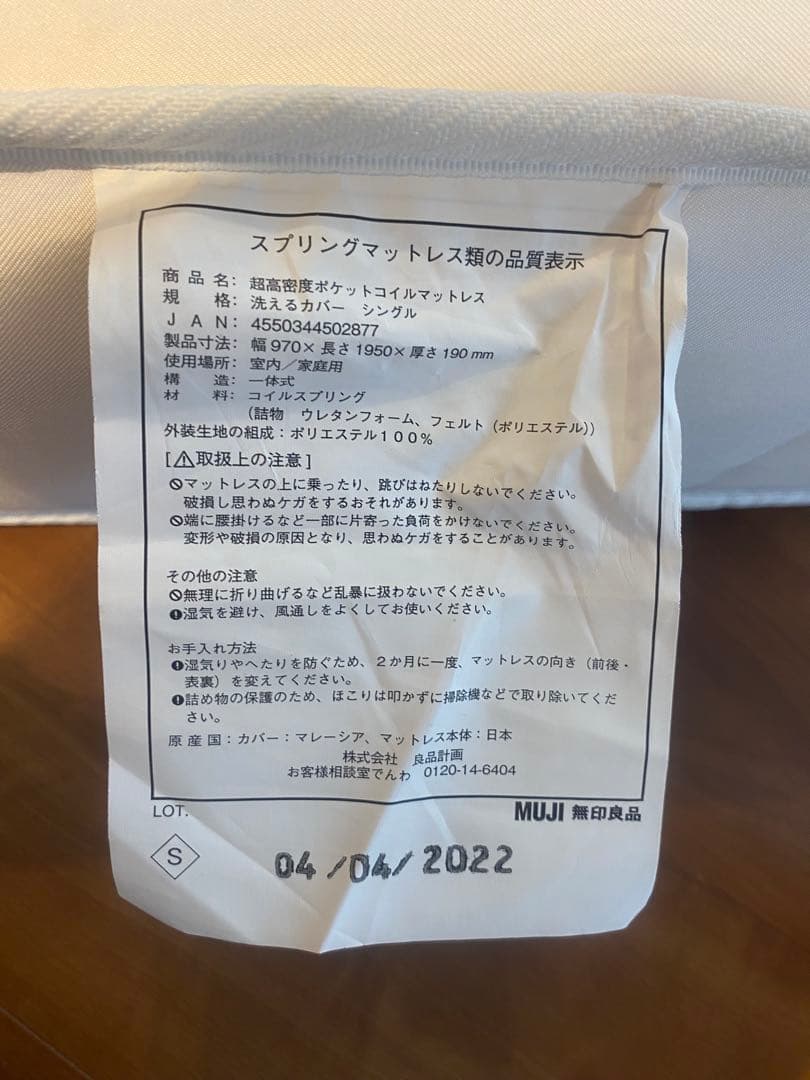 スプリングマットレス類の品質表示
商品名：超高密度ポケットコイルマットレス
規格：洗えるカバー　シングル
ＪＡＮ：4550344502877
製品寸法：幅970×長さ1950×厚さ190mm
使用場所：室内／家庭用
構造：一体式
材料：コイルスプリング
（詰物　ウレタンフォーム、フェルト（ポリエステル））
外装生地の組成：ポリエステル１００％
[⚠取扱上の注意]
🚫マットレスの上に乗ったり、跳びはねたりしないでください。
破損し思わぬケガをするおそれがあります。
🚫端に腰掛けるなど一部に片寄った負荷をかけないでください。
変形や破損の原因となり、思わぬケガをすることがあります。
その他の注意
🚫無理に折り曲げるなど乱暴に扱わないでください。
❗湿気を避け、風通しをよくしてお使いください。
お手入れ方法
❗湿気りやへたりを防ぐため、２か月に一度、マットレスの向き（前後・
表裏）を変えてください。
❗詰め物の保護のため、ほこりは叩かずに掃除機などで取り除いてくだ
さい。
原産国：カバー：マレーシア、マットレス本体：日本
株式会社　良品計画
お客様相談室でんわ　0120-14-6404
LOT.
MUJI 無印良品
S
04/04/2022